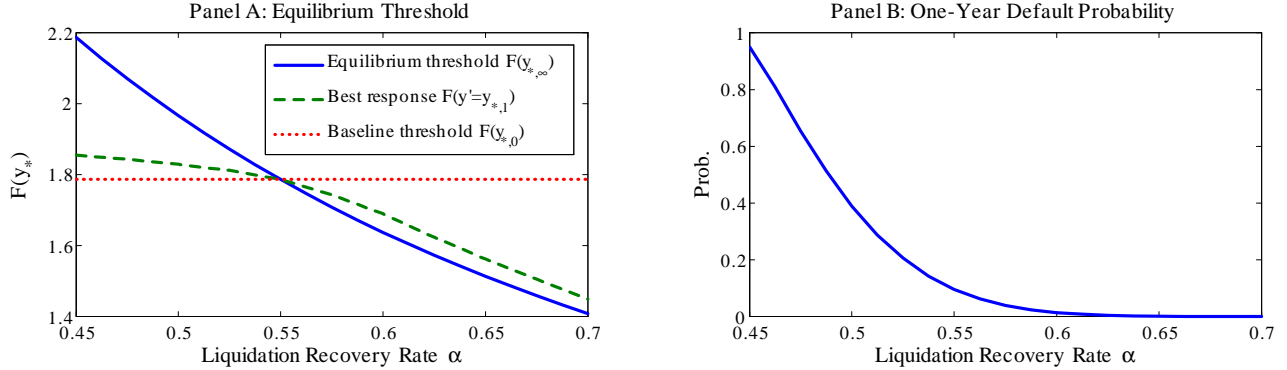 Panel A: Equilibrium Threshold
2.2
2
1.8
1.6
1.4
F(y*)
0.45
0.5
0.55
0.6
0.65
0.7
Liquidation Recovery Rate α
Equilibrium threshold F(y*,∞)
Best response F(y'=y*,1)
Baseline threshold F(y*,0)
Panel B: One-Year Default Probability
1
0.8
0.6
0.4
0.2
0
Prob.
0.45
0.5
0.55
0.6
0.65
0.7
Liquidation Recovery Rate α